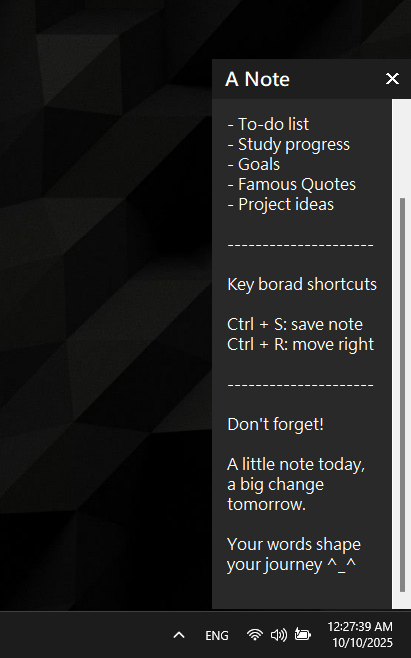 A Note
- To-do list
- Study progress
- Goals
- Famous Quotes
- Project ideas
---------------------
Key borad shortcuts
Ctrl + S: save note
Ctrl + R: move right
---------------------
Don't forget!
A little note today,
a big change
tomorrow.
Your words shape
your journey ^_^
ENG
12:27:39 AM
10/10/2025